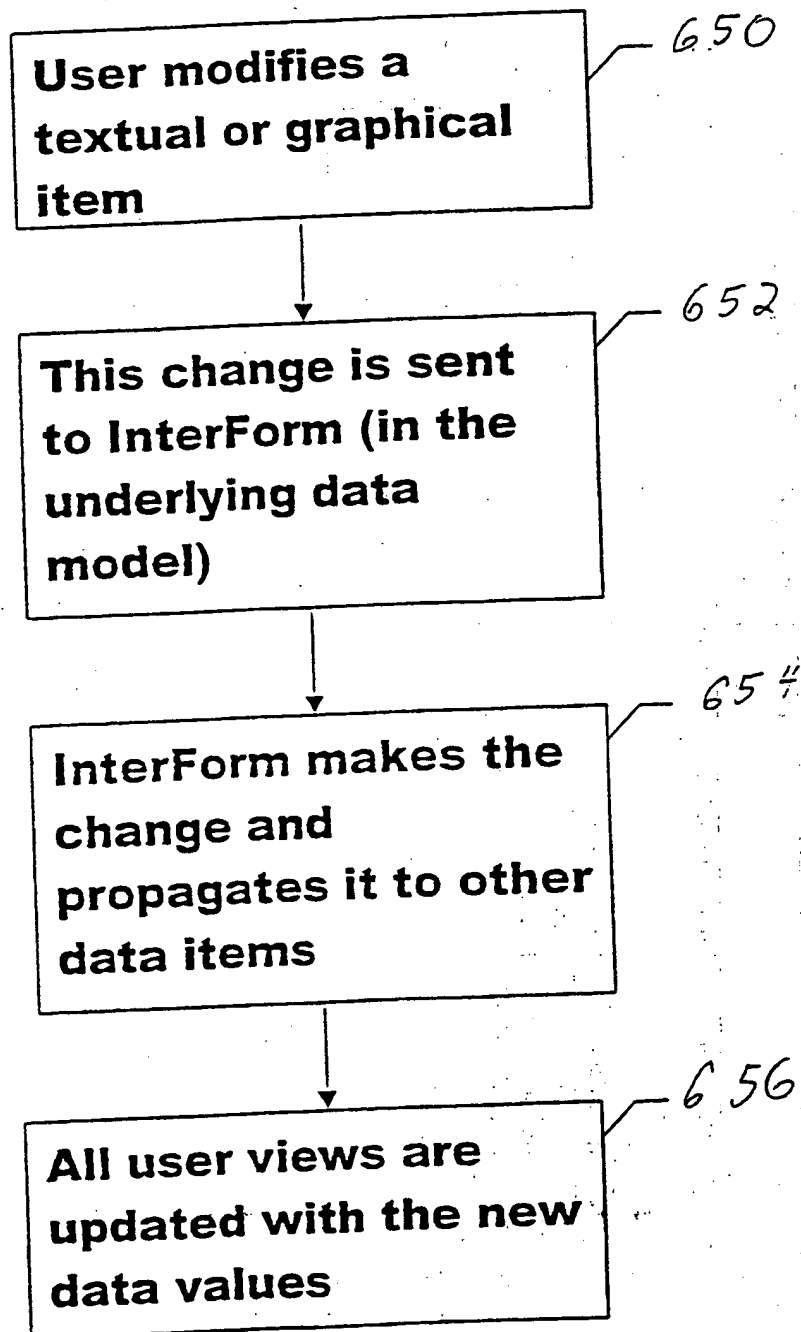 User modifies a
textual or graphical
item
650
This change is sent
to InterForm (in the
underlying data
model)
652
InterForm makes the
change and
propagates it to other
data items
654
All user views are
updated with the new
data values
656